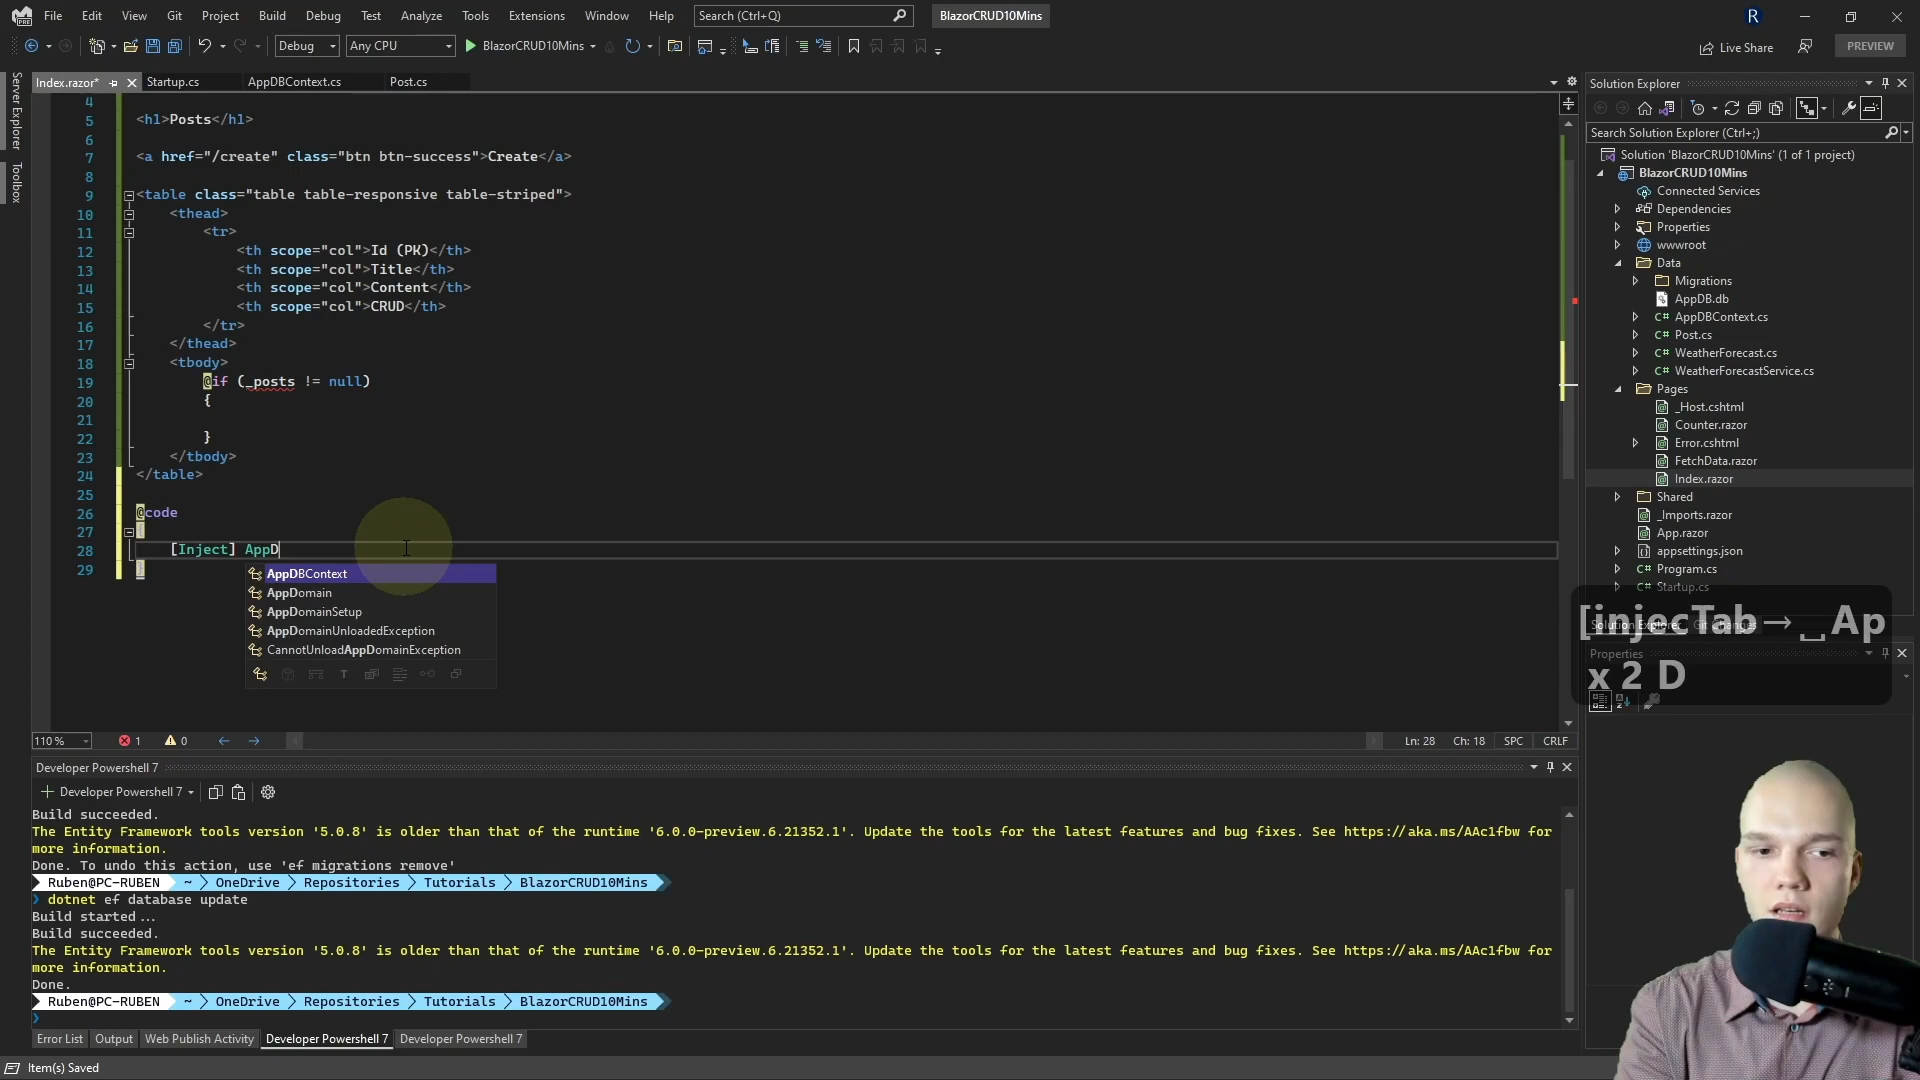 File Edit View Git Project Build Debug Test Analyze Tools Extensions Window Help Search (Ctrl+Q) BlazorCRUD10Mins R
Debug Any CPU BlazorCRUD10Mins Live Share PREVIEW
Index.razor* Startup.cs AppDBContext.cs Post.cs
Server Explorer
Toolbox
4
5 <h1>Posts</h1>
6
7 <a href="/create" class="btn btn-success">Create</a>
8
9 <table class="table table-responsive table-striped">
10 <thead>
11 <tr>
12 <th scope="col">Id (PK)</th>
13 <th scope="col">Title</th>
14 <th scope="col">Content</th>
15 <th scope="col">CRUD</th>
16 </tr>
17 </thead>
18 <tbody>
19 @if (_posts != null)
20 {
21
22 }
23 </tbody>
24 </table>
25
26 @code
27 {
28 [Inject] AppD
29 }
AppDBContext
AppDomain
AppDomainSetup
AppDomainUnloadedException
CannotUnloadAppDomainException
110 % 1 0 Ln: 28 Ch: 18 SPC CRLF
Developer Powershell 7
Developer Powershell 7
Build succeeded.
The Entity Framework tools version '5.0.8' is older than that of the runtime '6.0.0-preview.6.21352.1'. Update the tools for the latest features and bug fixes. See https://aka.ms/AAc1fbw for
more information.
Done. To undo this action, use 'ef migrations remove'
Ruben@PC-RUBEN ~ OneDrive Repositories Tutorials BlazorCRUD10Mins
❯ dotnet ef database update
Build started...
Build succeeded.
The Entity Framework tools version '5.0.8' is older than that of the runtime '6.0.0-preview.6.21352.1'. Update the tools for the latest features and bug fixes. See https://aka.ms/AAc1fbw for
more information.
Done.
Ruben@PC-RUBEN ~ OneDrive Repositories Tutorials BlazorCRUD10Mins
❯
Error List Output Web Publish Activity Developer Powershell 7 Developer Powershell 7
Item(s) Saved
Solution Explorer
Search Solution Explorer (Ctrl+;)
Solution 'BlazorCRUD10Mins' (1 of 1 project)
BlazorCRUD10Mins
Connected Services
Dependencies
Properties
wwwroot
Data
Migrations
AppDB.db
C# AppDBContext.cs
C# Post.cs
C# WeatherForecast.cs
C# WeatherForecastService.cs
Pages
_Host.cshtml
Counter.razor
Error.cshtml
FetchData.razor
Index.razor
Shared
_Imports.razor
App.razor
appsettings.json
C# Program.cs
C# Startup.cs
Solution Explorer Git Changes
[injecTab→ ␣Ap
x 2 D
Properties